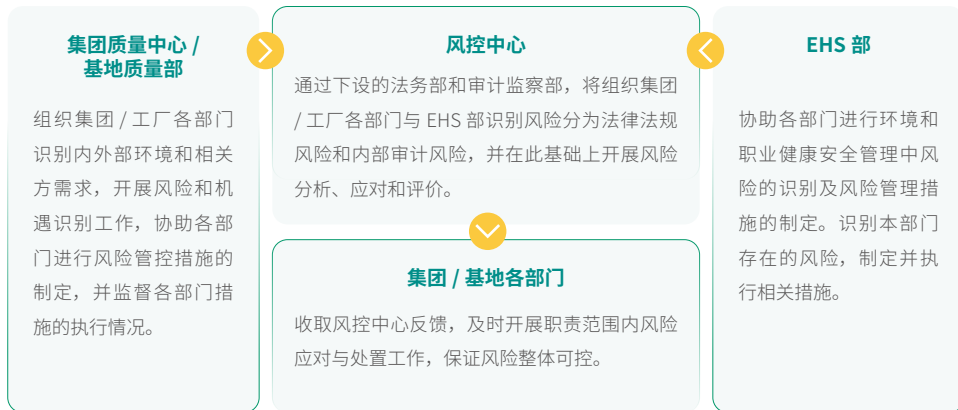 集团质量中心 /
基地质量部
组织集团 / 工厂各部门
识别内外部环境和相关
方需求，开展风险和机
遇识别工作，协助各部
门进行风险管控措施的
制定，并监督各部门措
施的执行情况。
风控中心
通过下设的法务部和审计监察部，将组织集团
/ 工厂各部门与 EHS 部识别风险分为法律法规
风险和内部审计风险，并在此基础上开展风险
分析、应对和评价。
集团 / 基地各部门
收取风控中心反馈，及时开展职责范围内风险
应对与处置工作，保证风险整体可控。
EHS 部
协助各部门进行环境和
职业健康安全管理中风
险的识别及风险管理措
施的制定。识别本部门
存在的风险，制定并执
行相关措施。